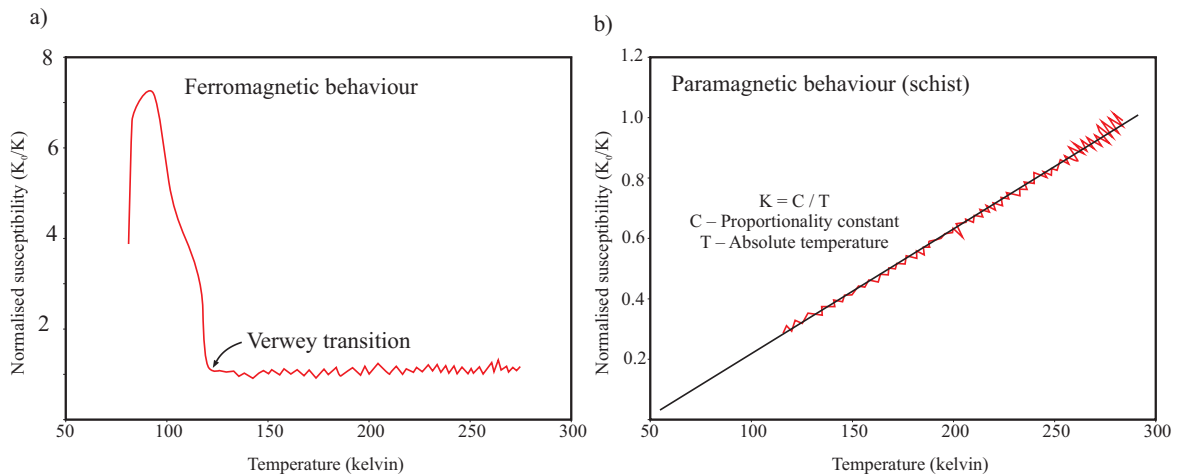 a)
Ferromagnetic behaviour
Normalised susceptibility (K₀/K)
8
6
4
2
Verwey transition
50
100
150
200
250
300
Temperature (kelvin)
b)
Paramagnetic behaviour (schist)
Normalised susceptibility (K₀/K)
1.2
1.0
0.8
0.6
0.4
0.2
K = C / T
C – Proportionality constant
T – Absolute temperature
50
100
150
200
250
300
Temperature (kelvin)